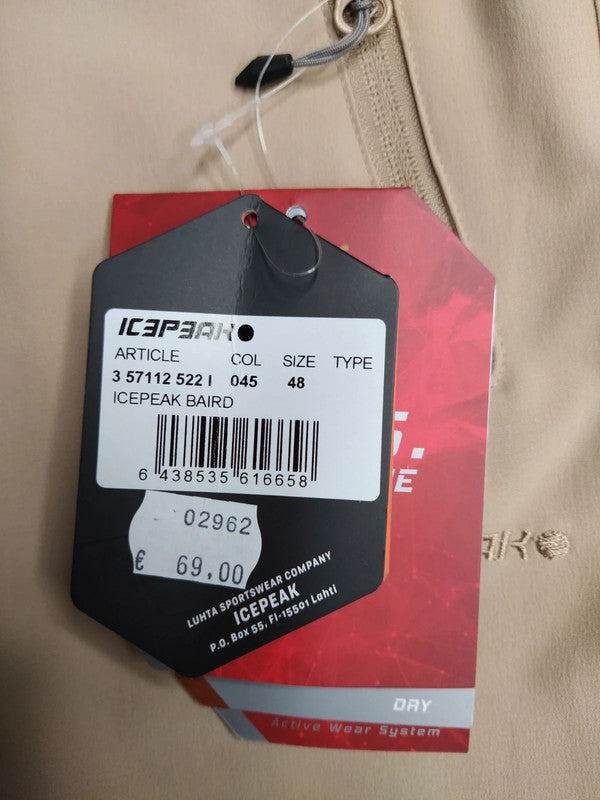 ICEPEAK
ARTICLE COL SIZE TYPE
3 57112 522 I 045 48
ICEPEAK BAIRD
6 438535 616658
02962
€ 69,00
LUHTA SPORTSWEAR COMPANY
ICEPEAK
P.O. Box 55, FI-15501 Lahti
DRY
Active Wear System